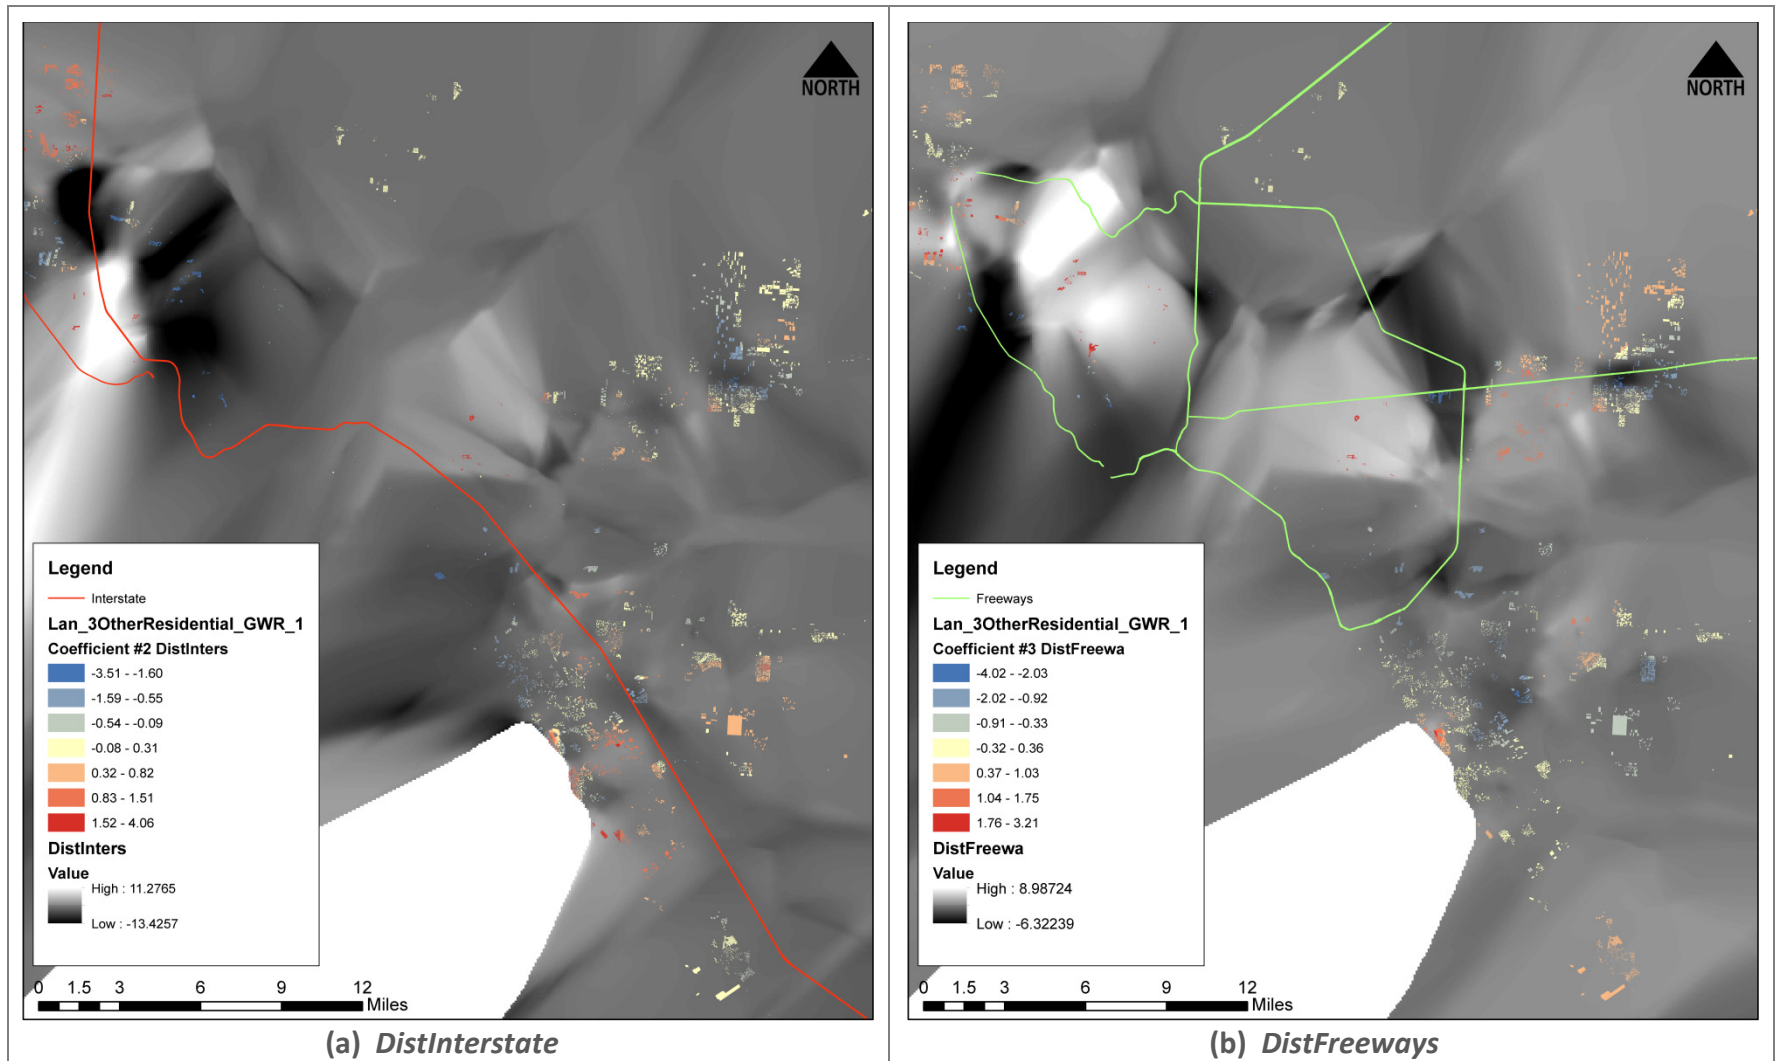 NORTH
Legend
Interstate
Lan_3OtherResidential_GWR_1
Coefficient #2 DistInters
-3.51 - -1.60
-1.59 - -0.55
-0.54 - -0.09
-0.08 - 0.31
0.32 - 0.82
0.83 - 1.51
1.52 - 4.06
DistInters
Value
High : 11.2765
Low : -13.4257
0 1.5 3 6 9 12
Miles
(a) DistInterstate
NORTH
Legend
Freeways
Lan_3OtherResidential_GWR_1
Coefficient #3 DistFreewa
-4.02 - -2.03
-2.02 - -0.92
-0.91 - -0.33
-0.32 - 0.36
0.37 - 1.03
1.04 - 1.75
1.76 - 3.21
DistFreewa
Value
High : 8.98724
Low : -6.32239
0 1.5 3 6 9 12
Miles
(b) DistFreeways